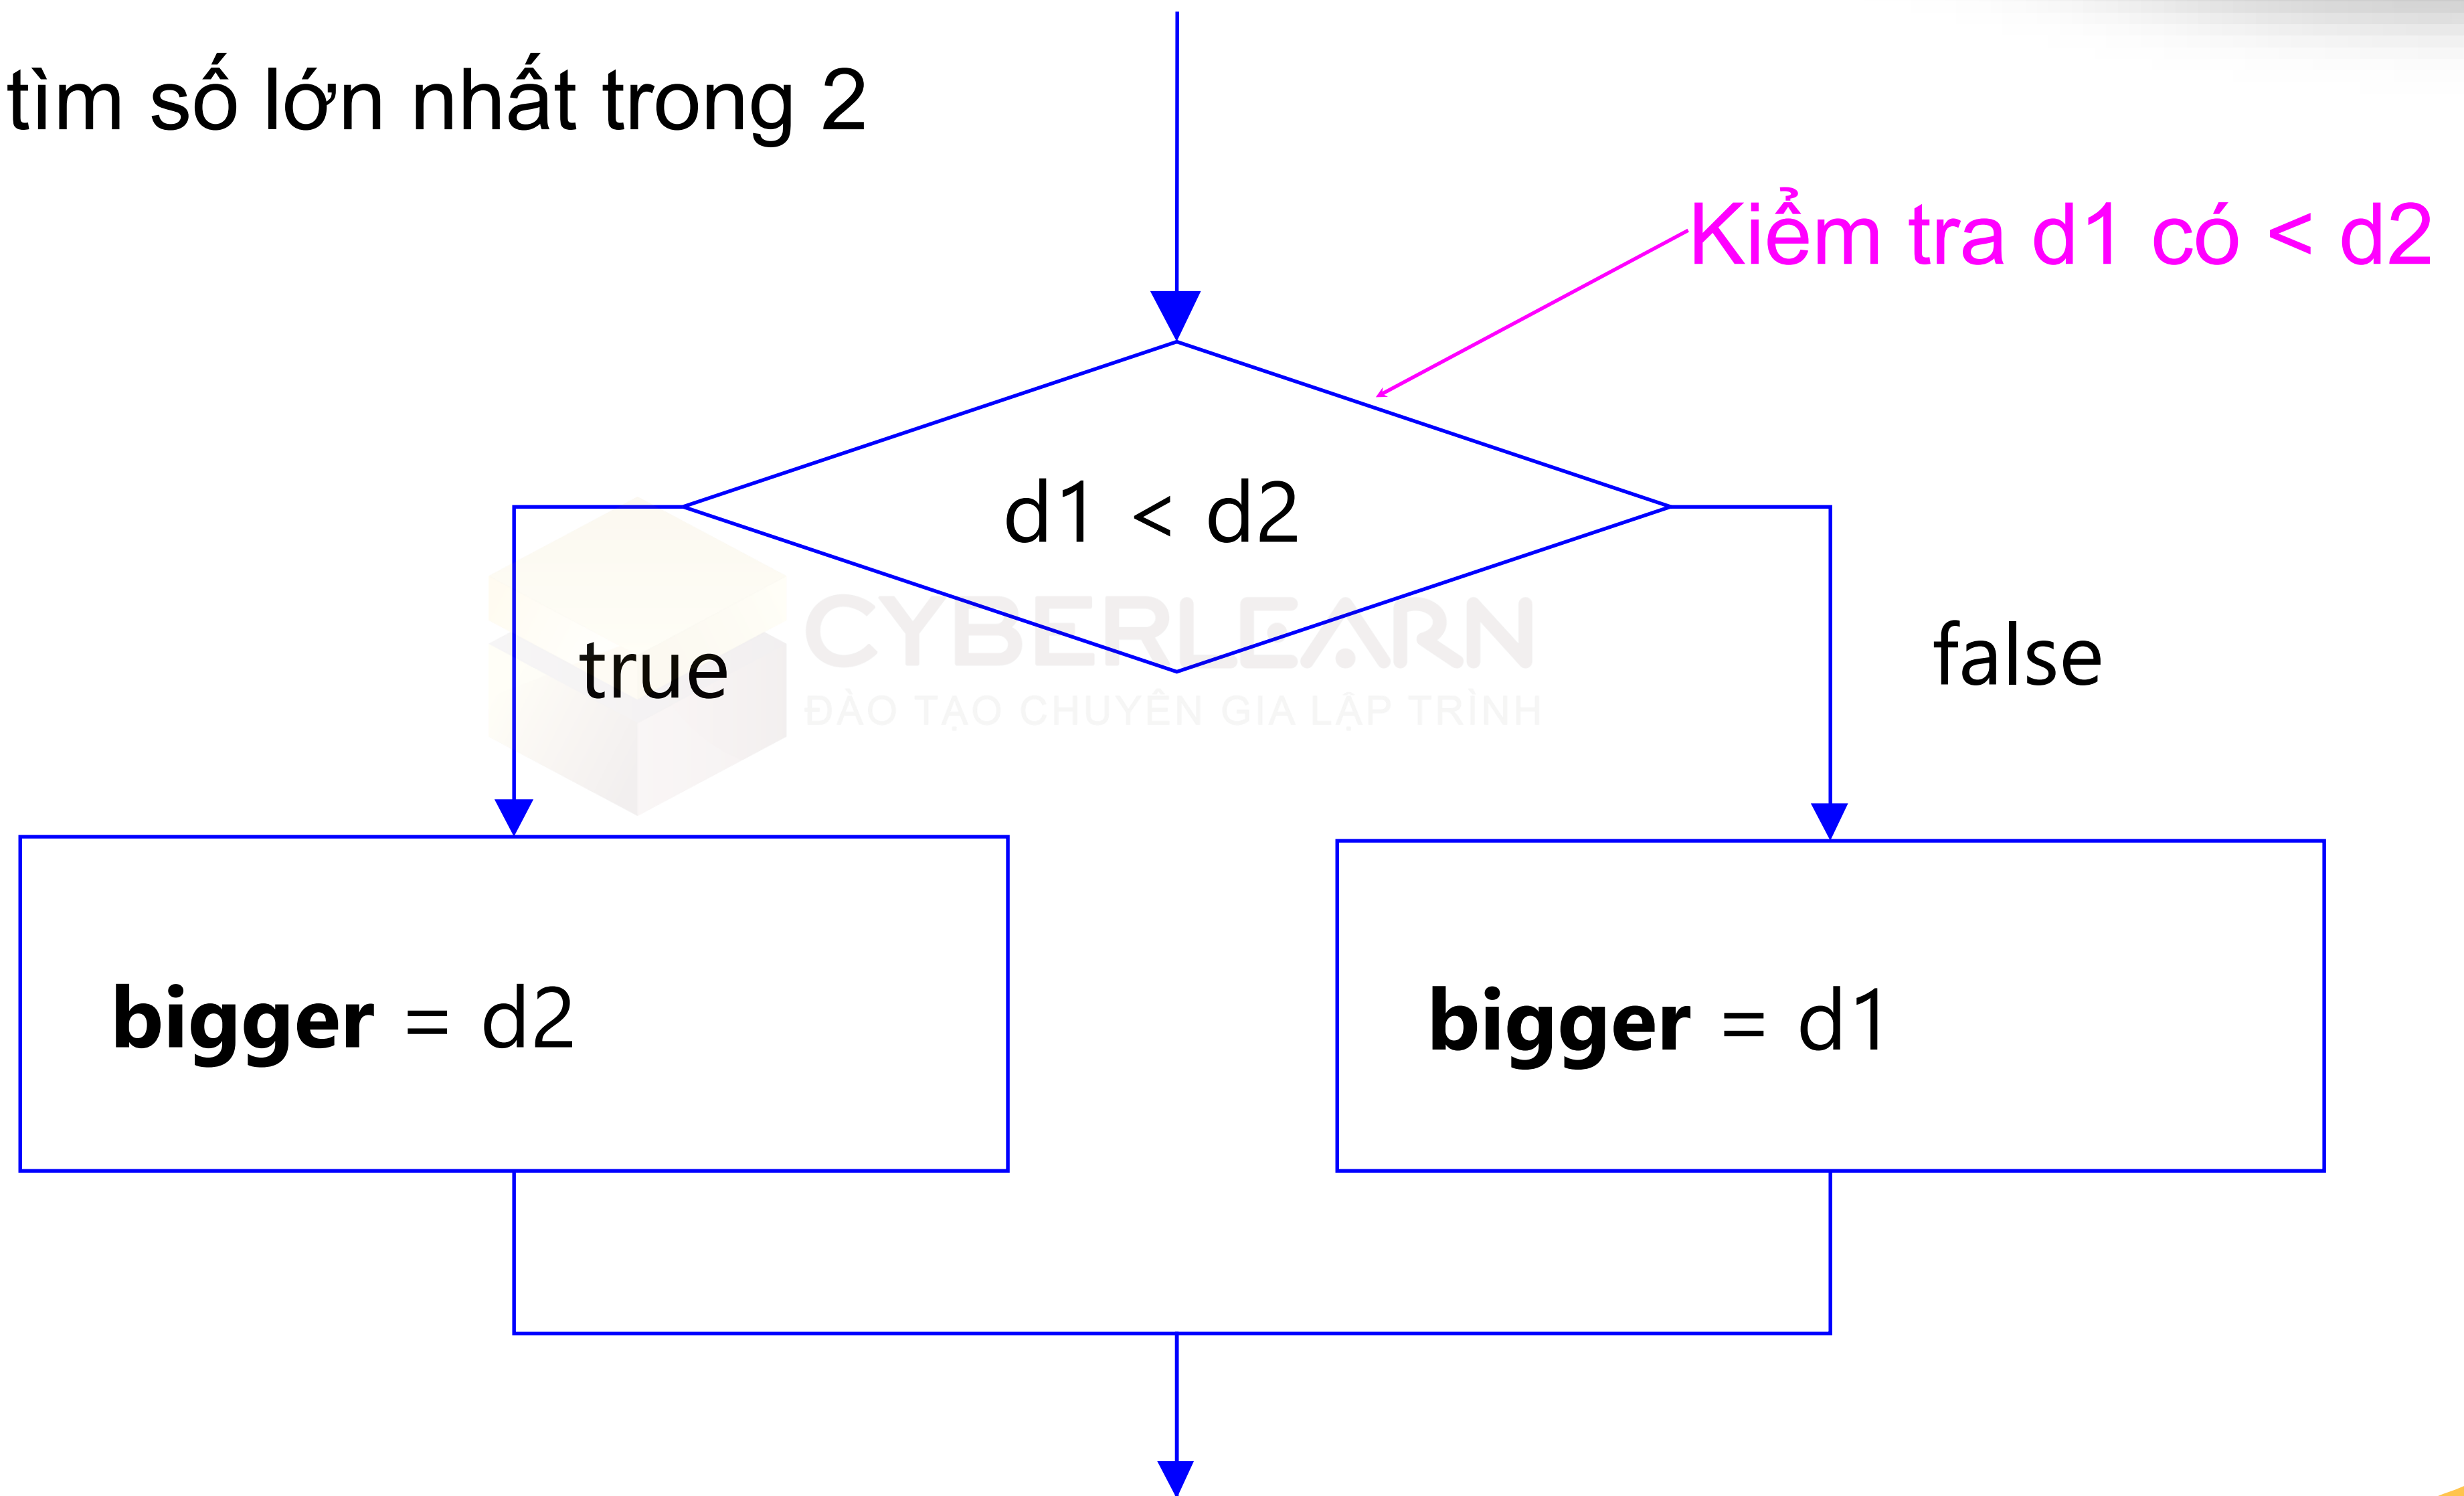 tìm số lớn nhất trong 2
Kiểm tra d1 có < d2
d1 < d2
true
false
CYBERLEARN
ĐÀO TẠO CHUYÊN GIA LẬP TRÌNH
bigger = d2
bigger = d1